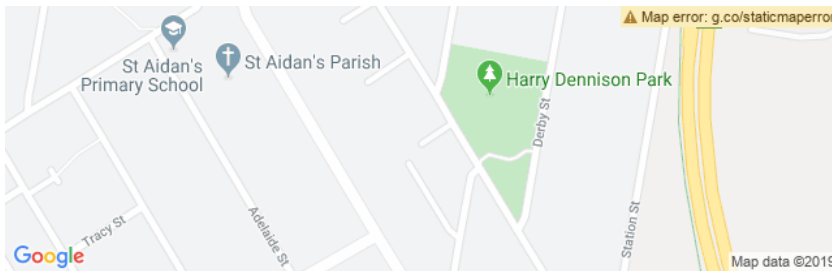 Map error: g.co/staticmaperror
St Aidan's
Primary School
St Aidan's Parish
Harry Dennison Park
Derby St
Adelaide St
Tracy St
Station St
Google
Map data ©2019